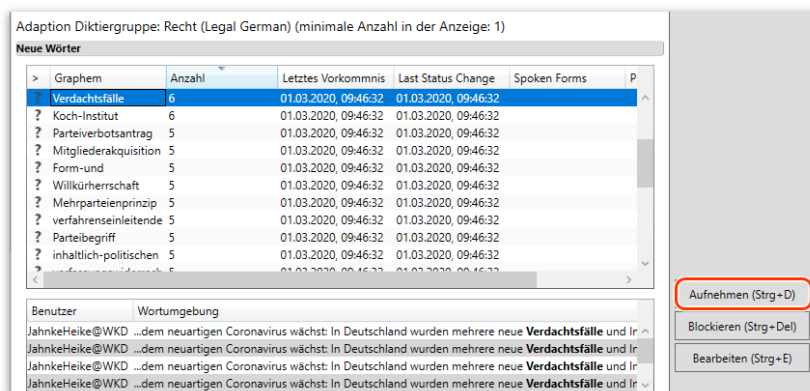 Adaption Diktiergruppe: Recht (Legal German) (minimale Anzahl in der Anzeige: 1)
Neue Wörter
> Graphem Anzahl Letztes Vorkommnis Last Status Change Spoken Forms P
? Verdachtsfälle 6 01.03.2020, 09:46:32 01.03.2020, 09:46:32
? Koch-Institut 6 01.03.2020, 09:46:32 01.03.2020, 09:46:32
? Parteiverbotsantrag 5 01.03.2020, 09:46:32 01.03.2020, 09:46:32
? Mitgliederakquisition 5 01.03.2020, 09:46:32 01.03.2020, 09:46:32
? Form-und 5 01.03.2020, 09:46:32 01.03.2020, 09:46:32
? Willkürherrschaft 5 01.03.2020, 09:46:32 01.03.2020, 09:46:32
? Mehrparteienprinzip 5 01.03.2020, 09:46:32 01.03.2020, 09:46:32
? verfahrenseinleitende 5 01.03.2020, 09:46:32 01.03.2020, 09:46:32
? Parteibegriff 5 01.03.2020, 09:46:32 01.03.2020, 09:46:32
? inhaltlich-politischen 5 01.03.2020, 09:46:32 01.03.2020, 09:46:32
Aufnehmen (Strg+D)
Blockieren (Strg+Del)
Bearbeiten (Strg+E)
Benutzer Wortumgebung
JahnkeHeike@WKD ...dem neuartigen Coronavirus wächst: In Deutschland wurden mehrere neue Verdachtsfälle und Ir
JahnkeHeike@WKD ...dem neuartigen Coronavirus wächst: In Deutschland wurden mehrere neue Verdachtsfälle und Ir
JahnkeHeike@WKD ...dem neuartigen Coronavirus wächst: In Deutschland wurden mehrere neue Verdachtsfälle und Ir
JahnkeHeike@WKD ...dem neuartigen Coronavirus wächst: In Deutschland wurden mehrere neue Verdachtsfälle und Ir